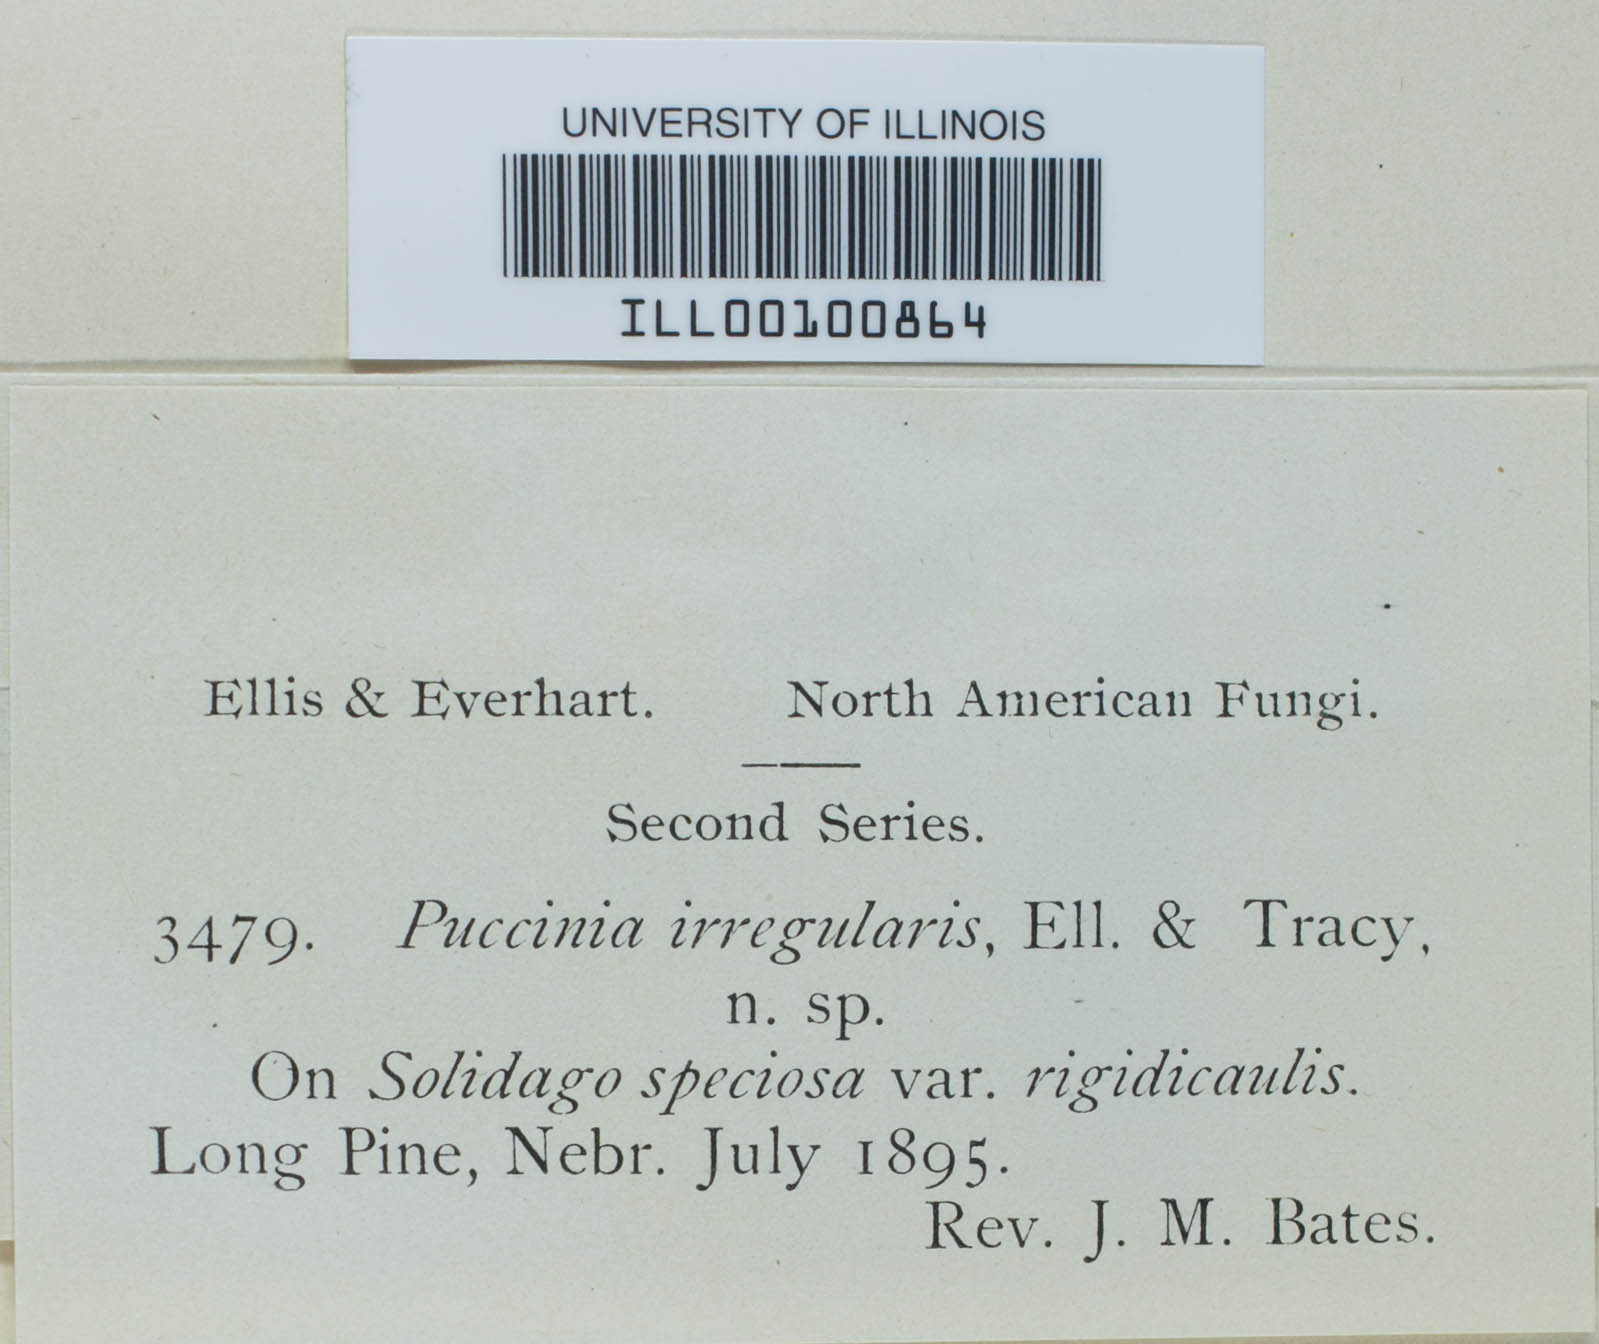 UNIVERSITY OF ILLINOIS
ILL00100864
Ellis & Everhart. North American Fungi.
Second Series.
3479. Puccinia irregularis, Ell. & Tracy,
n. sp.
On Solidago speciosa var. rigidicaulis.
Long Pine, Nebr. July 1895.
Rev. J. M. Bates.